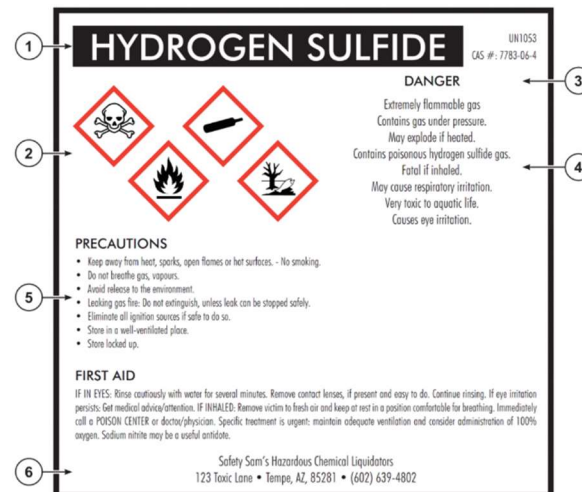 1
HYDROGEN SULFIDE
UN1053
CAS #: 7783-06-4
2
DANGER
3
Extremely flammable gas
Contains gas under pressure.
May explode if heated.
Contains poisonous hydrogen sulfide gas.
Fatal if inhaled.
4
May cause respiratory irritation.
Very toxic to aquatic life.
Causes eye irritation.
PRECAUTIONS
• Keep away from heat, sparks, open flames or hot surfaces. - No smoking.
• Do not breathe gas, vapours.
• Avoid release to the environment.
5
• Leaking gas fire: Do not extinguish, unless leak can be stopped safely.
• Eliminate all ignition sources if safe to do so.
• Store in a well-ventilated place.
• Store locked up.
FIRST AID
IF IN EYES: Rinse cautiously with water for several minutes. Remove contact lenses, if present and easy to do. Continue rinsing. If eye irritation
persists: Get medical advice/attention. IF INHALED: Remove victim to fresh air and keep at rest in a position comfortable for breathing. Immediately
call a POISON CENTER or doctor/physician. Specific treatment is urgent: maintain adequate ventilation and consider administration of 100%
oxygen. Sodium nitrite may be a useful antidote.
6
Safety Sam's Hazardous Chemical Liquidators
123 Toxic Lane • Tempe, AZ, 85281 • (602) 639-4802